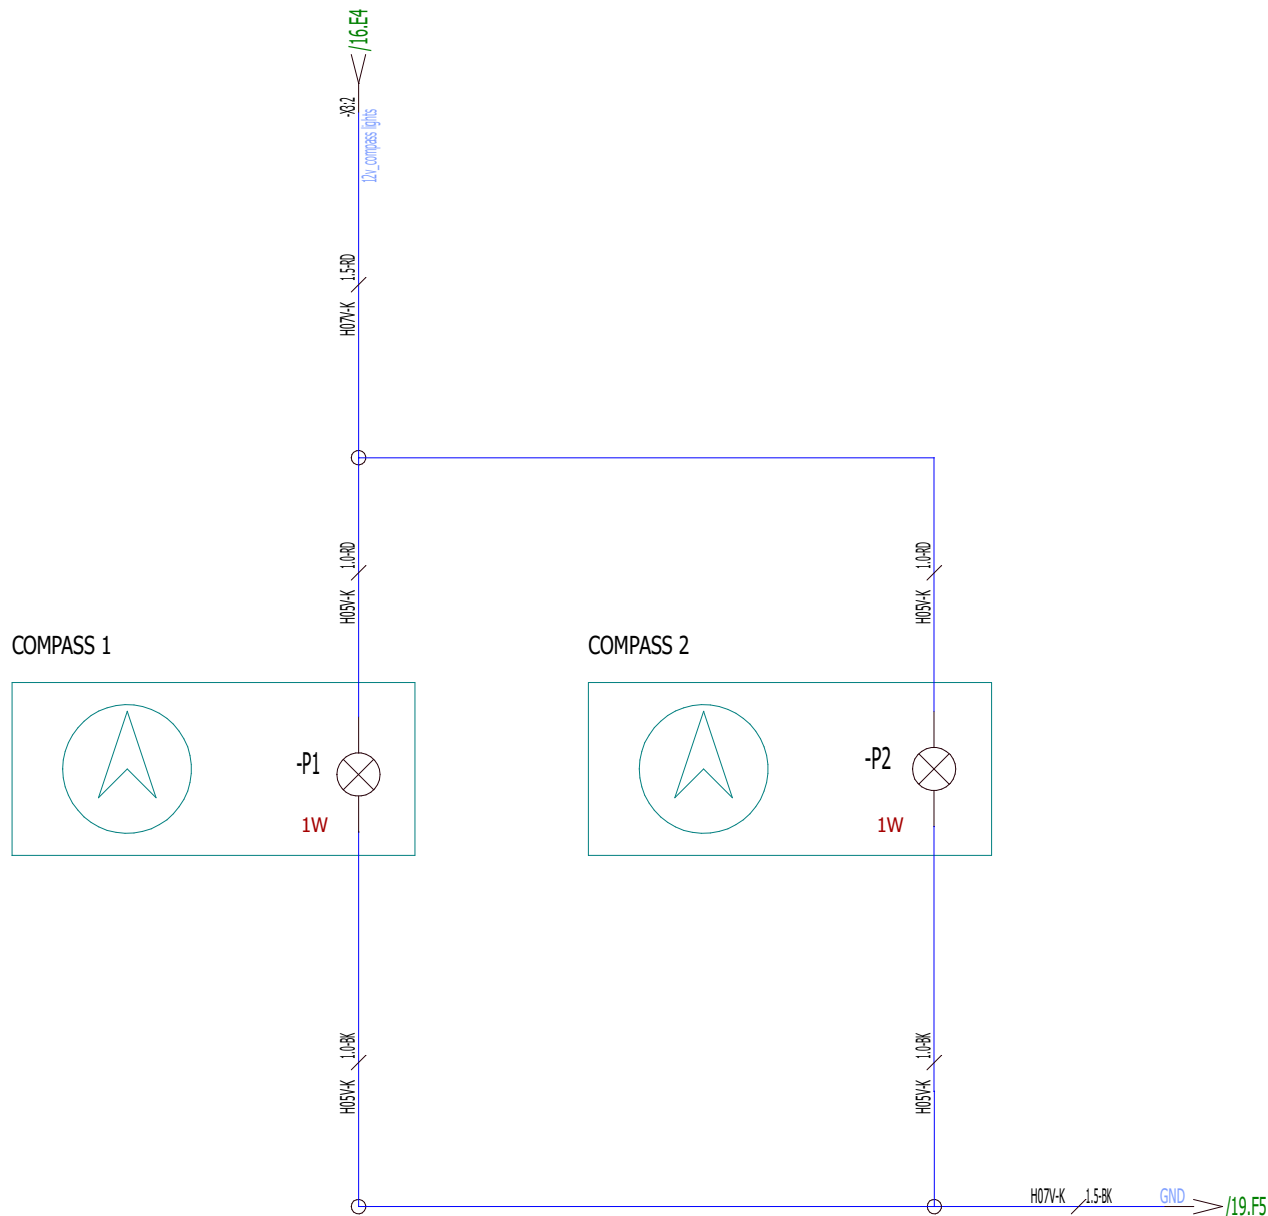 /16.E4
-X3:2
12v_compass lights
1.5-RD
H07V-K
1.0-RD
H05V-K
1.0-RD
H05V-K
COMPASS 1
COMPASS 2
-P1
1W
-P2
1W
1.0-BK
H05V-K
1.0-BK
H05V-K
H07V-K 1.5-BK GND /19.F5